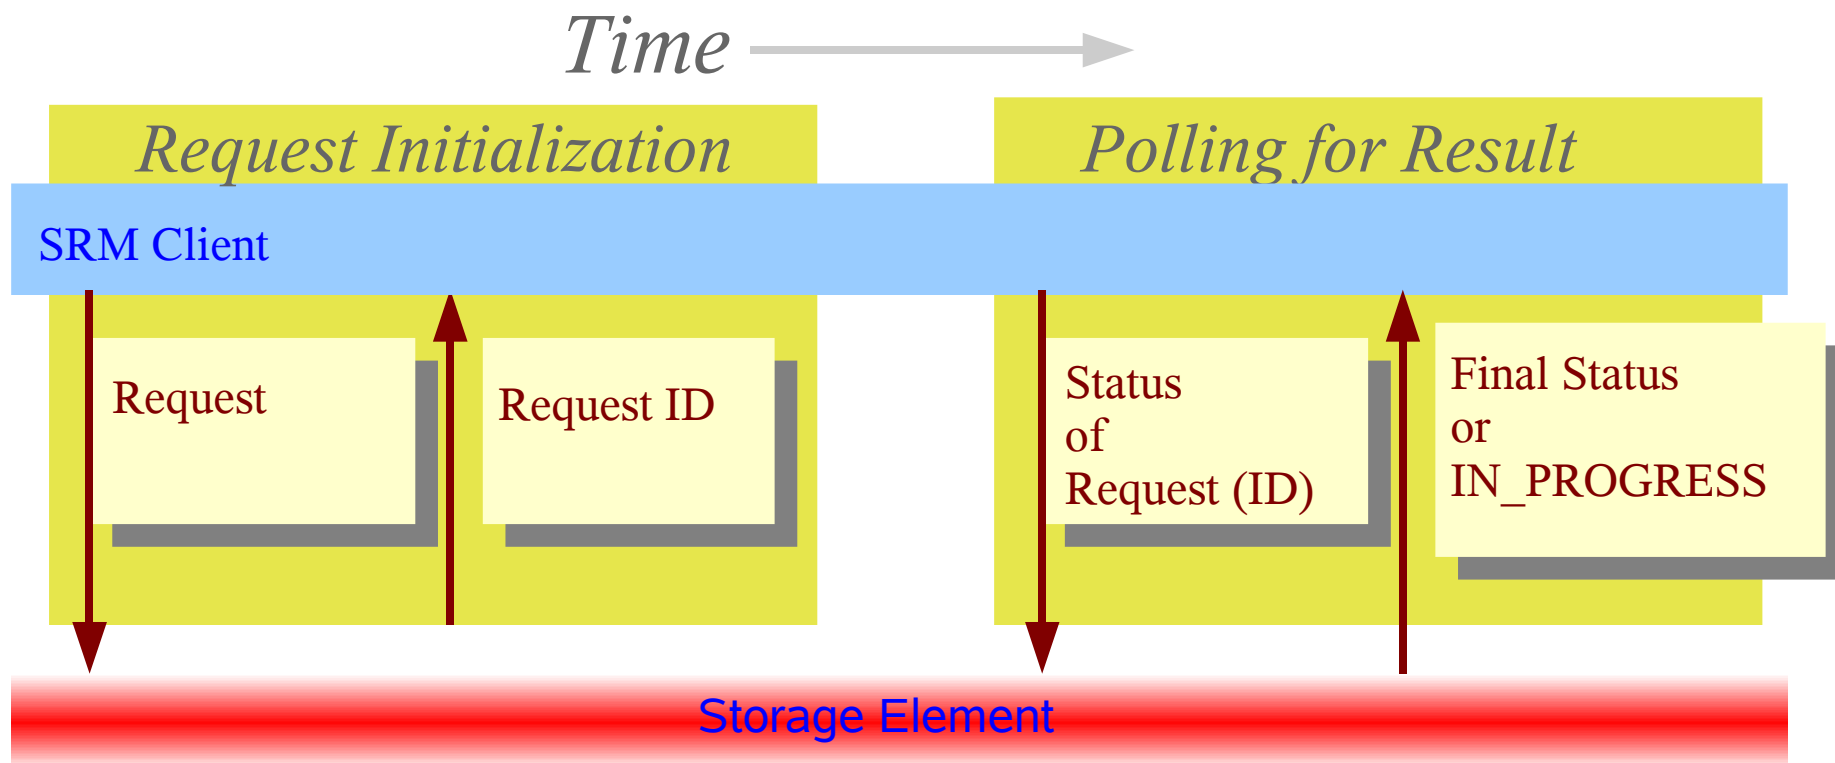 Time
Request Initialization
Polling for Result
SRM Client
Request
Request ID
Status
of
Request (ID)
Final Status
or
IN_PROGRESS
Storage Element